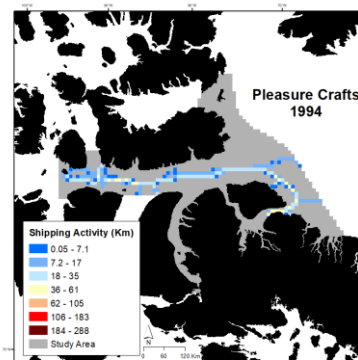 Pleasure Crafts
1994
Shipping Activity (Km)
0.05 - 7.1
7.2 - 17
18 - 35
36 - 61
62 - 105
106 - 183
184 - 288
Study Area
N
0
60
120 Km